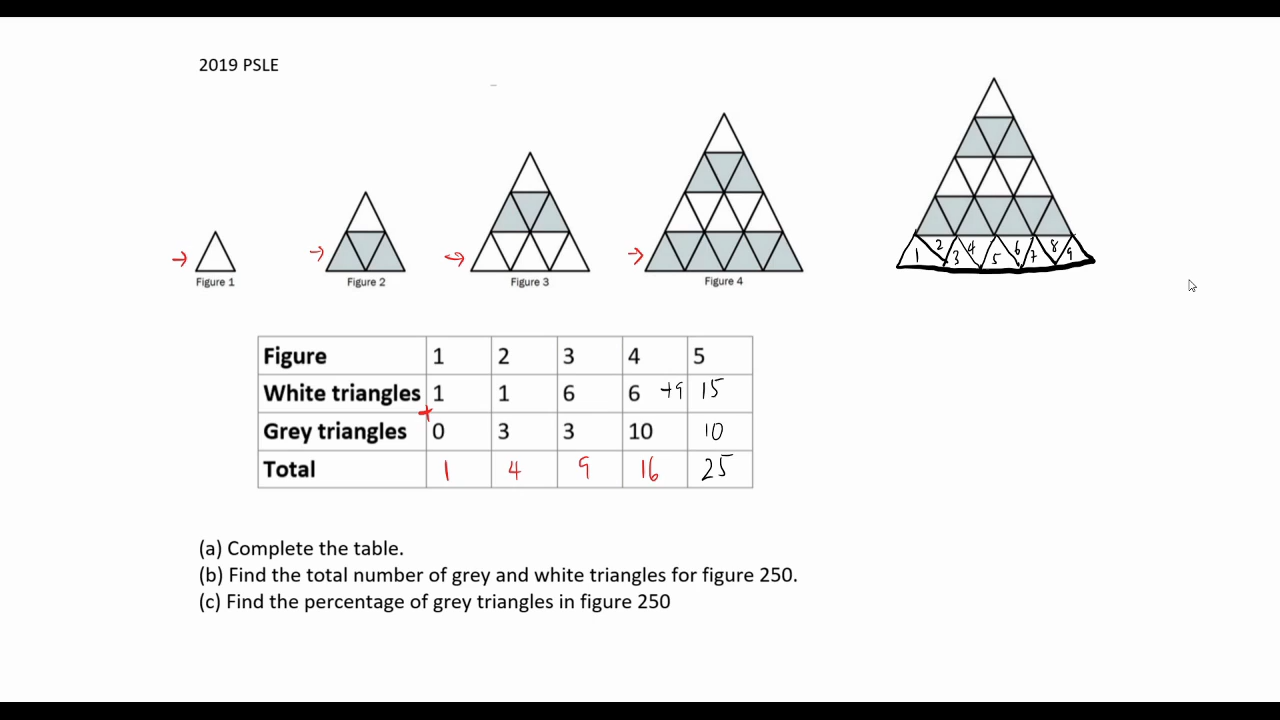 2019 PSLE
Figure 1
Figure 2
Figure 3
Figure 4
1 2 3 4 5 6 7 8 9
Figure 1 2 3 4 5
White triangles 1 1 6 6 +9 15
+
Grey triangles 0 3 3 10 10
Total 1 4 9 16 25
(a) Complete the table.
(b) Find the total number of grey and white triangles for figure 250.
(c) Find the percentage of grey triangles in figure 250